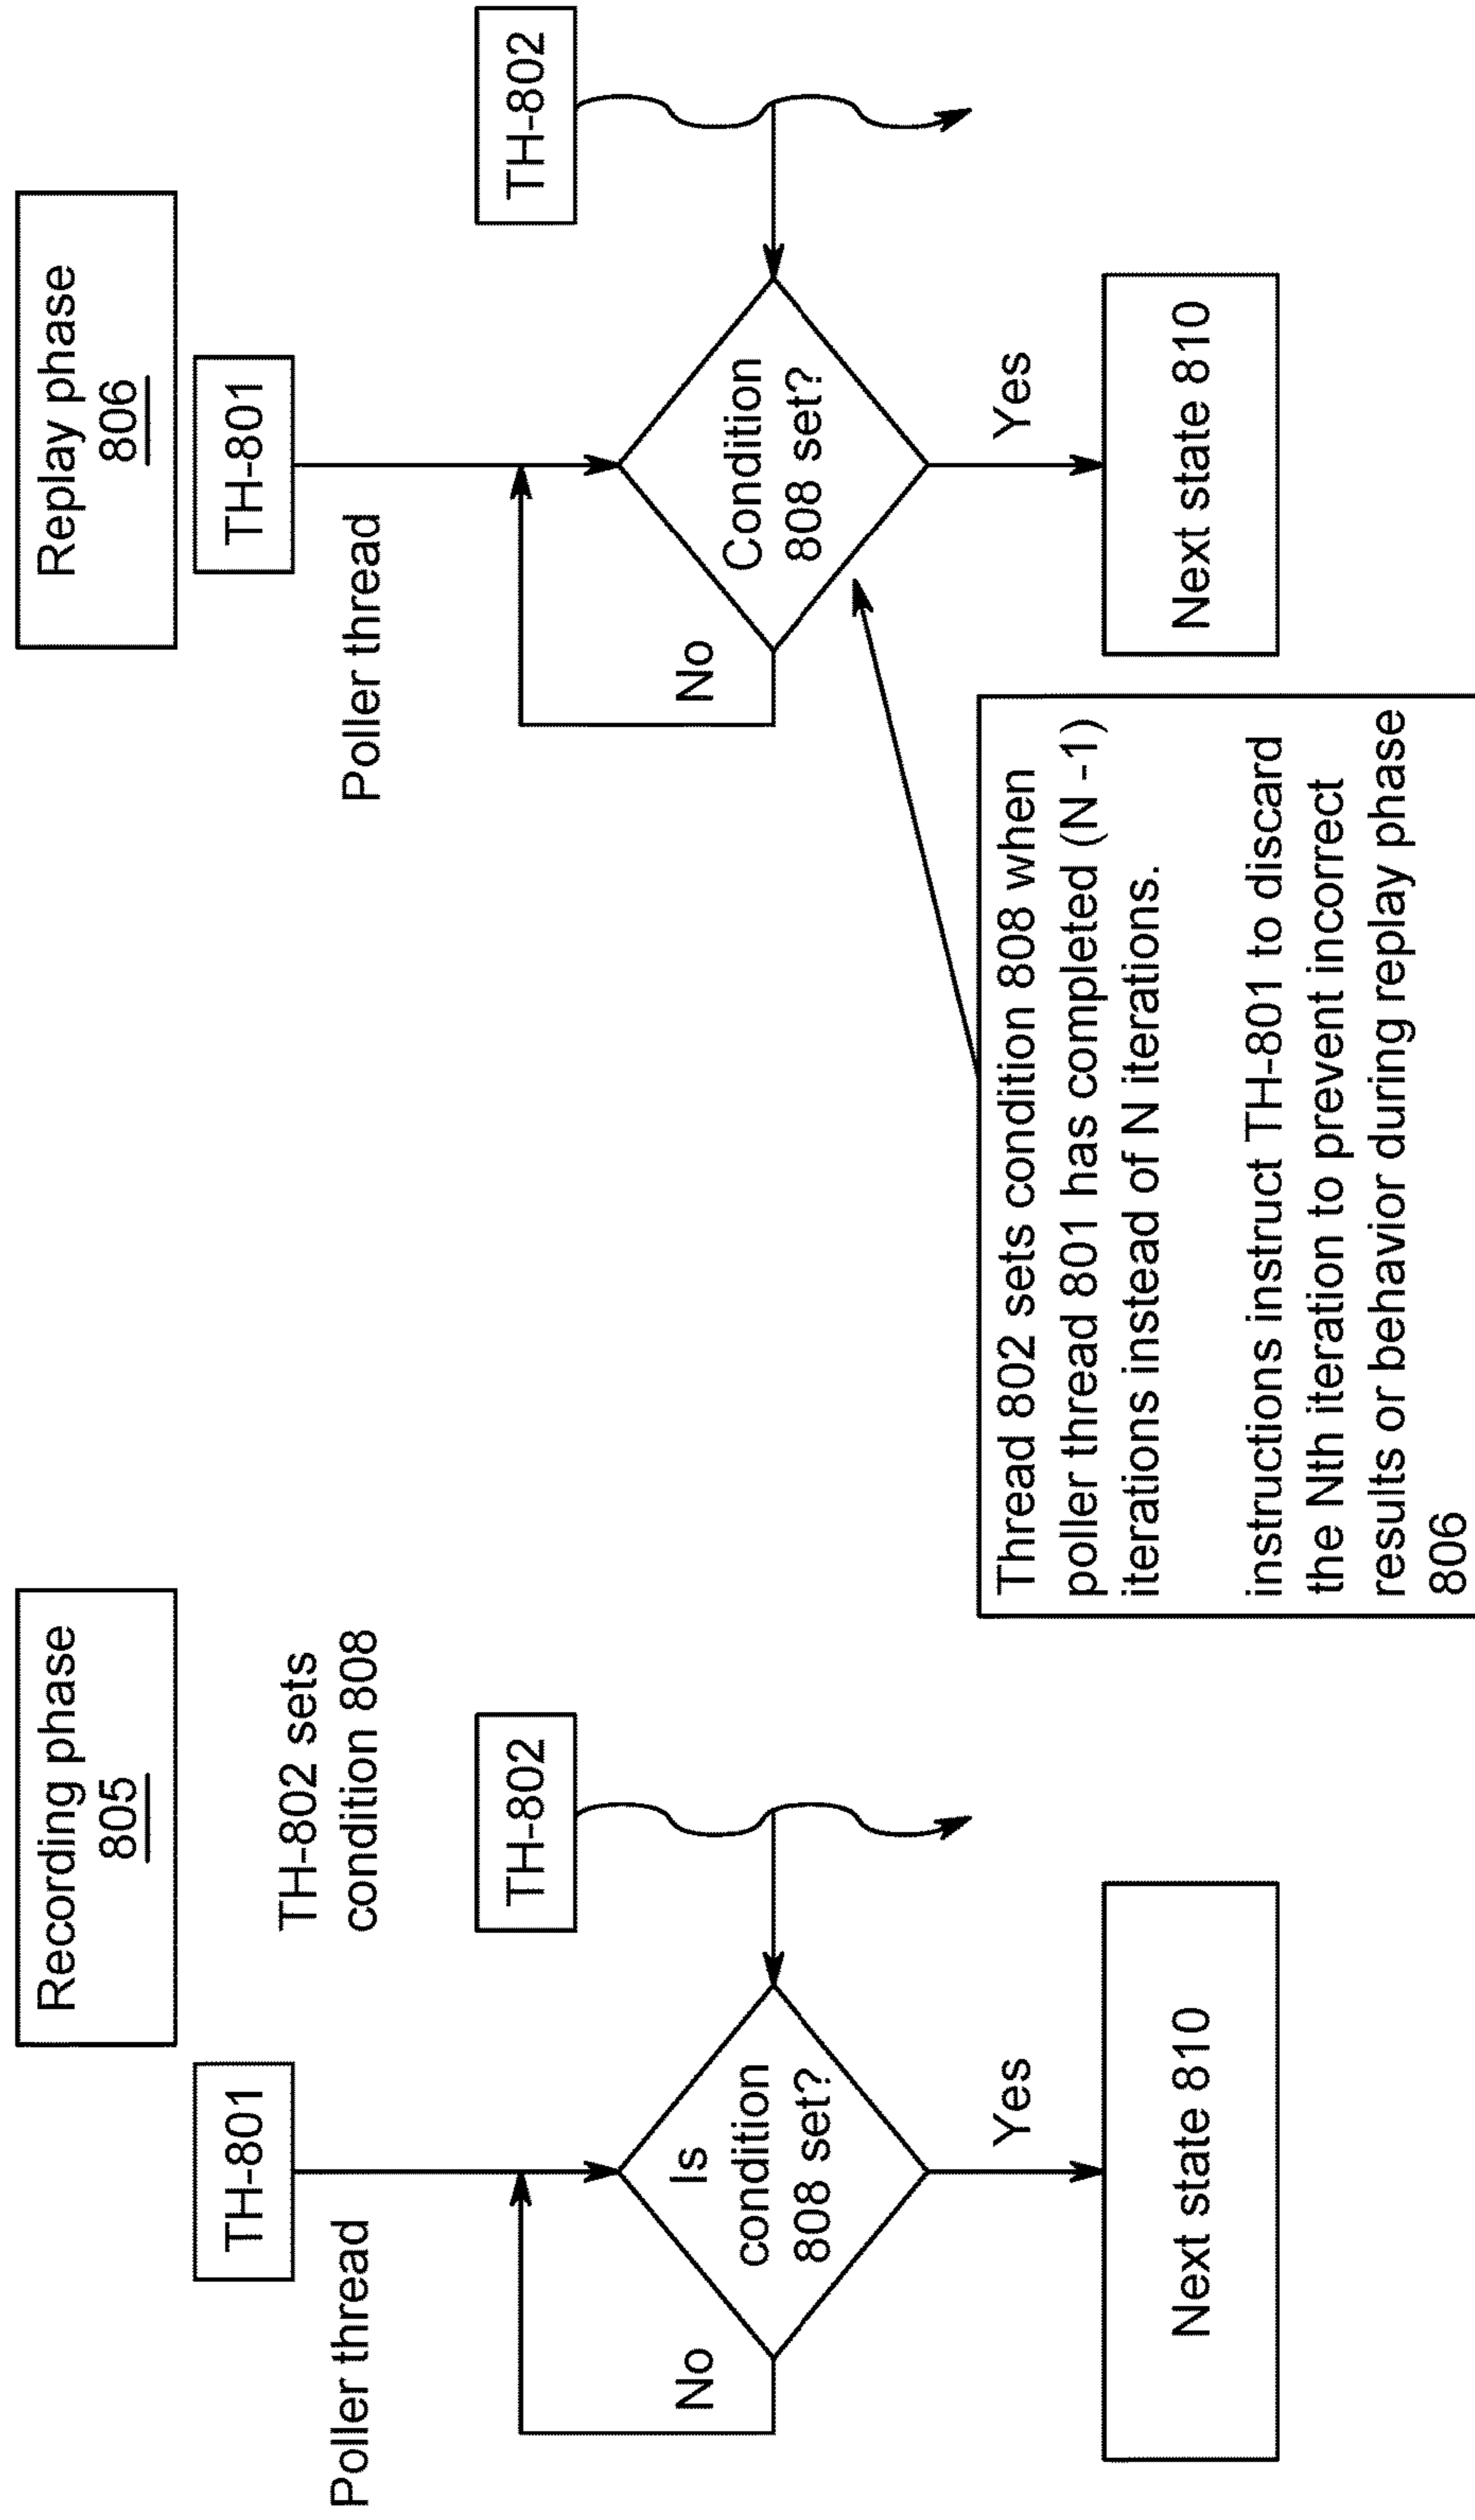 Recording phase
805
TH-801
TH-802 sets
condition 808
Poller thread
TH-802
No
Is
condition
808 set?
Yes
Next state 810
Replay phase
806
TH-801
Poller thread
TH-802
No
Condition
808 set?
Yes
Next state 810
Thread 802 sets condition 808 when
poller thread 801 has completed (N -1)
iterations instead of N iterations.
instructions instruct TH-801 to discard
the Nth iteration to prevent incorrect
results or behavior during replay phase
806